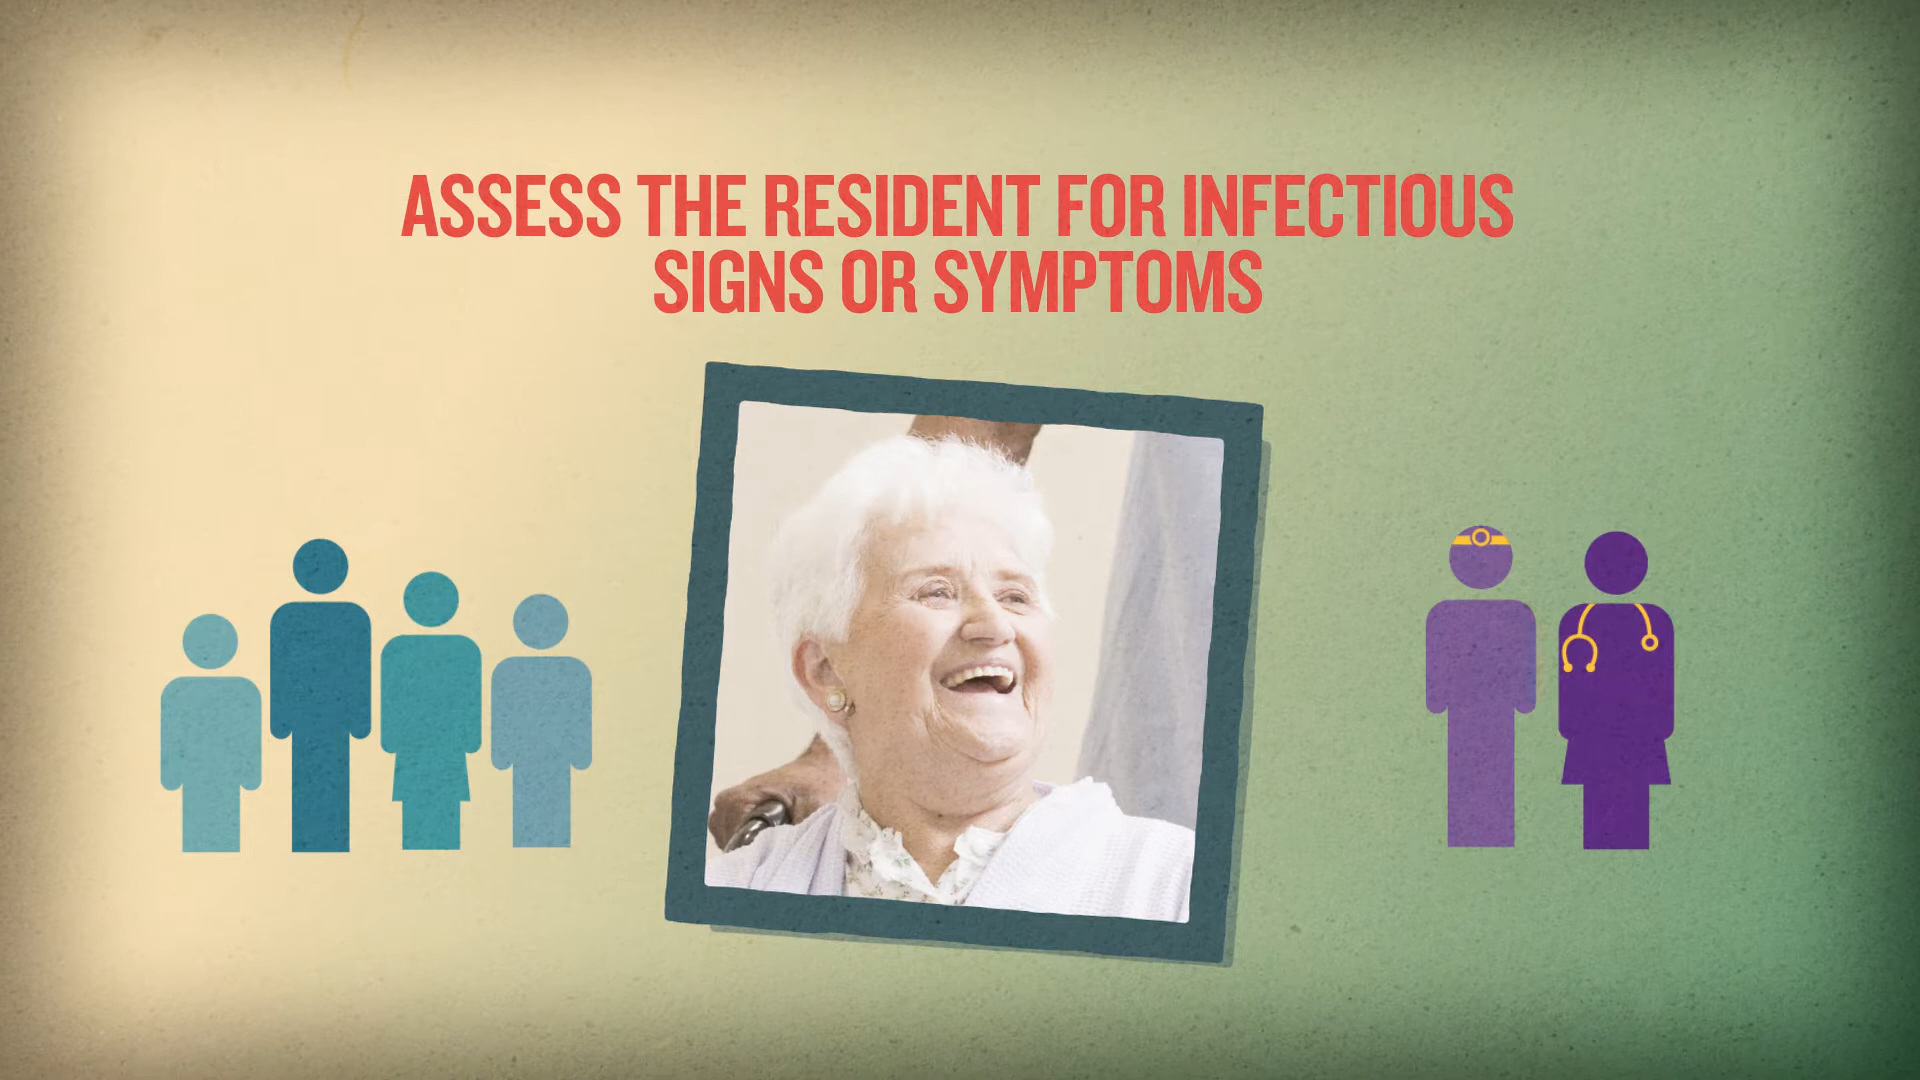 ASSESS THE RESIDENT FOR INFECTIOUS
SIGNS OR SYMPTOMS